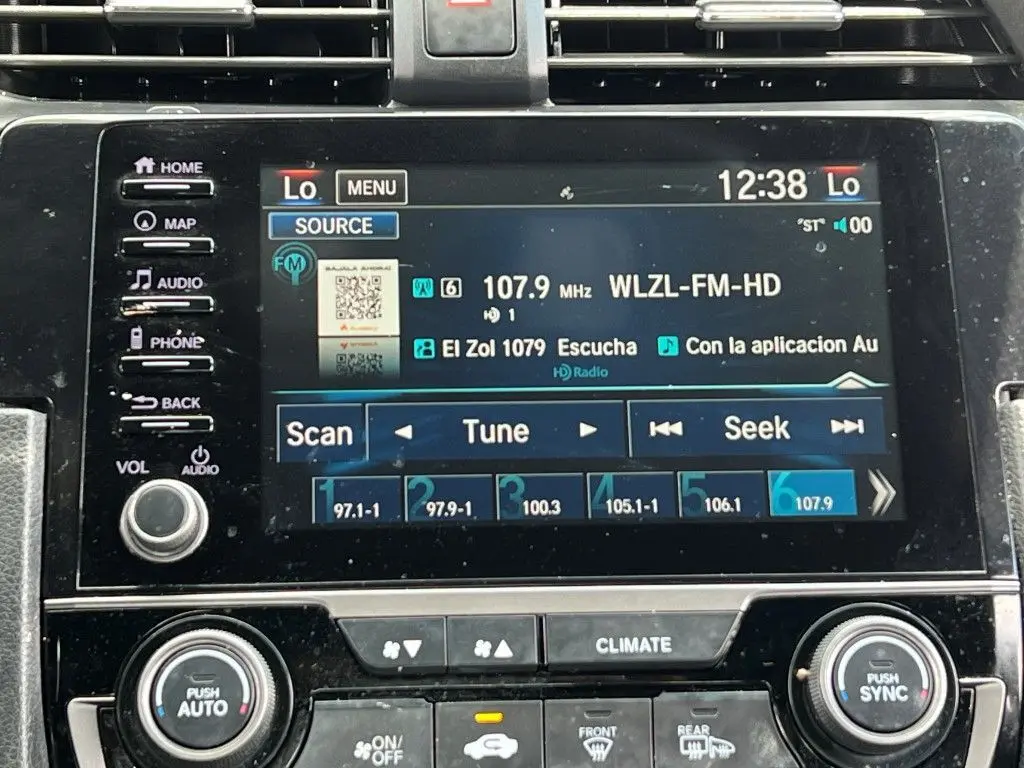 HOME
MAP
AUDIO
PHONE
BACK
VOL
AUDIO
Lo MENU 12:38 Lo
SOURCE "ST" 00
FM
6 107.9 MHz WLZL-FM-HD
HD 1
El Zol 1079 Escucha Con la aplicacion Au
HD Radio
Scan Tune Seek
1 97.1-1 2 97.9-1 3 100.3 4 105.1-1 5 106.1 6 107.9
CLIMATE
PUSH AUTO
PUSH SYNC
ON/OFF
FRONT
REAR